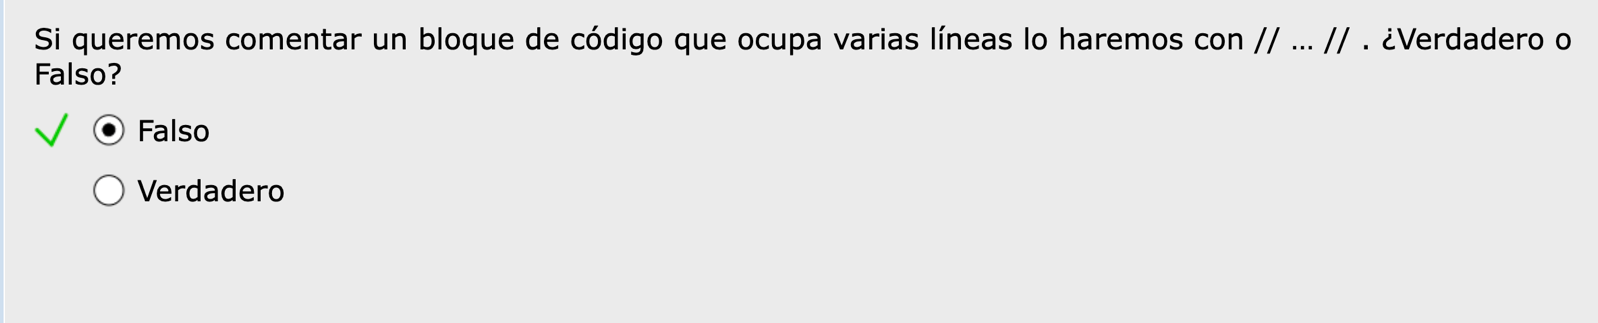 Si queremos comentar un bloque de código que ocupa varias líneas lo haremos con // ... // . ¿Verdadero o
Falso?
Falso
Verdadero